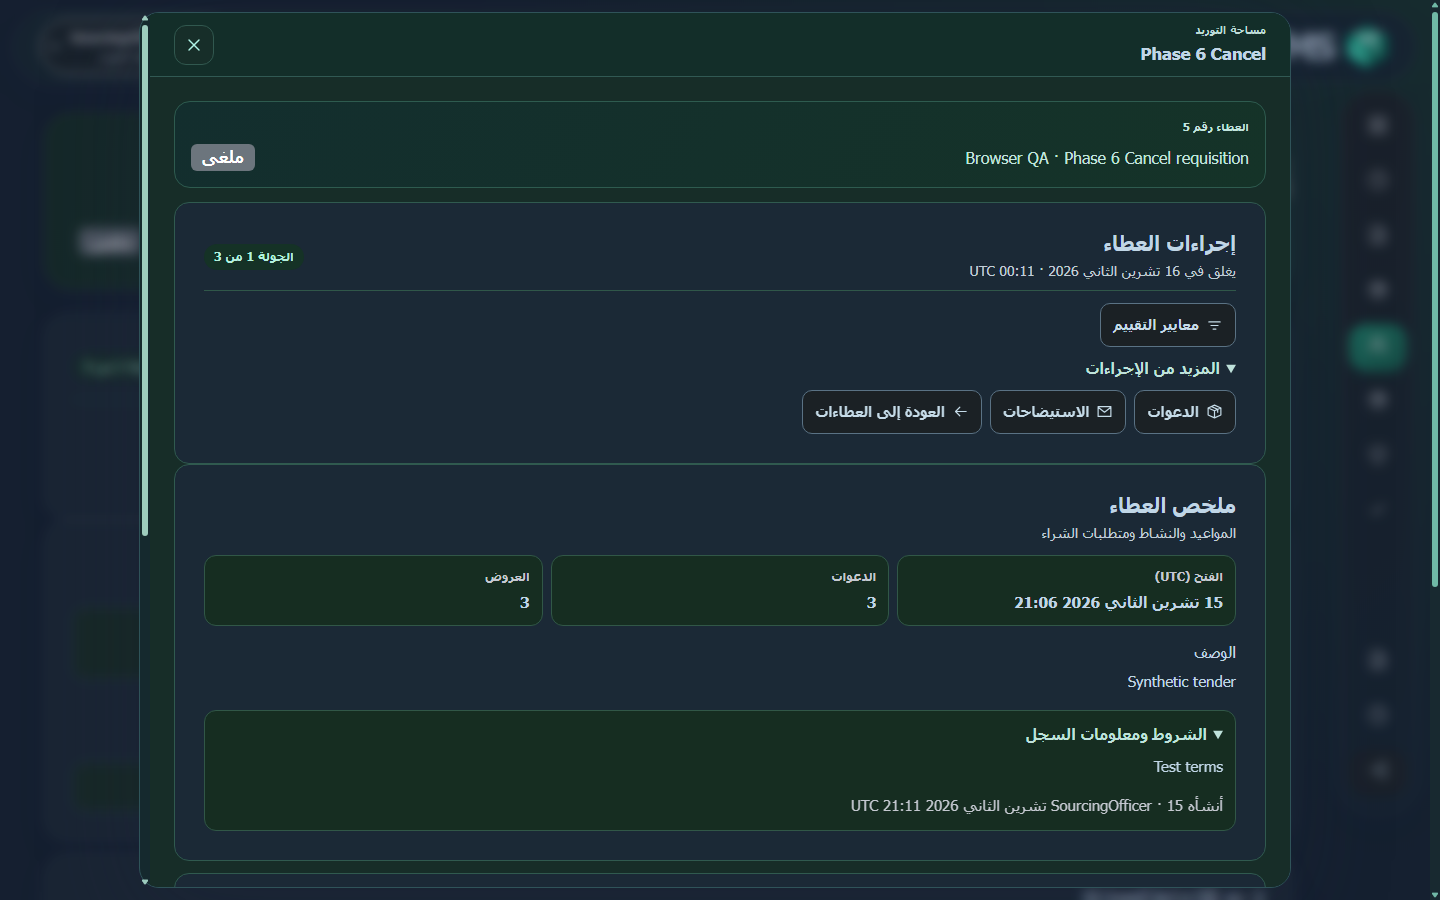 مساحة التوريد
Phase 6 Cancel
العطاء رقم 5
Browser QA · Phase 6 Cancel requisition
ملغى
إجراءات العطاء
يغلق في 16 تشرين الثاني 2026 · 00:11 UTC
الجولة 1 من 3
معايير التقييم
المزيد من الإجراءات
الدعوات
الاستيضاحات
العودة إلى العطاءات
ملخص العطاء
المواعيد والنشاط ومتطلبات الشراء
الفتح (UTC)
15 تشرين الثاني 2026 21:06
الدعوات
3
العروض
3
الوصف
Synthetic tender
الشروط ومعلومات السجل
Test terms
أنشأه SourcingOfficer · 15 تشرين الثاني 2026 21:11 UTC